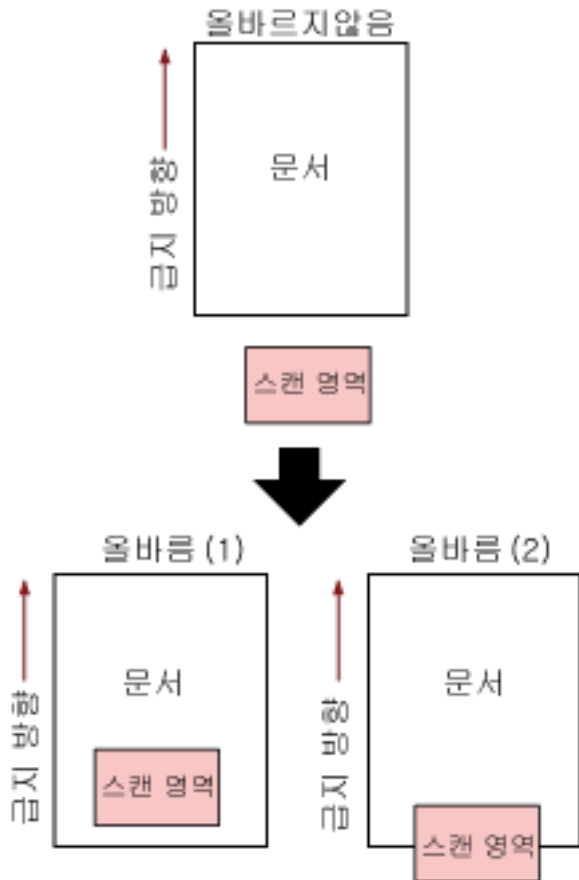 올바르지않음
문서
급지 방향
스캔 영역
올바름 (1)
올바름 (2)
문서
급지 방향
스캔 영역
문서
급지 방향
스캔 영역